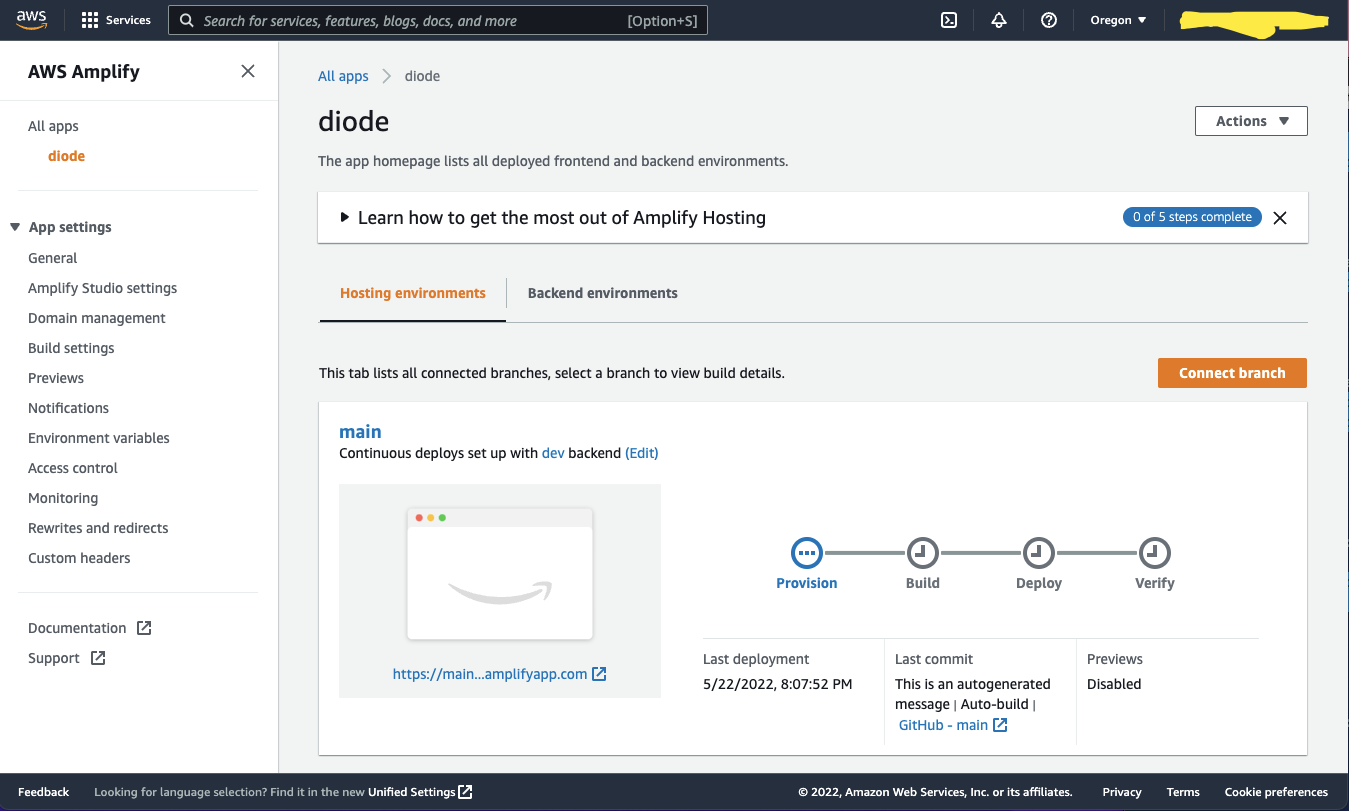 aws
Services
Search for services, features, blogs, docs, and more
[Option+S]
Oregon
AWS Amplify
All apps
diode
App settings
General
Amplify Studio settings
Domain management
Build settings
Previews
Notifications
Environment variables
Access control
Monitoring
Rewrites and redirects
Custom headers
Documentation
Support
All apps
diode
diode
Actions
The app homepage lists all deployed frontend and backend environments.
Learn how to get the most out of Amplify Hosting
0 of 5 steps complete
Hosting environments
Backend environments
This tab lists all connected branches, select a branch to view build details.
Connect branch
main
Continuous deploys set up with dev backend (Edit)
https://main...amplifyapp.com
Provision
Build
Deploy
Verify
Last deployment
5/22/2022, 8:07:52 PM
Last commit
This is an autogenerated
message | Auto-build |
GitHub - main
Previews
Disabled
Feedback
Looking for language selection? Find it in the new Unified Settings
© 2022, Amazon Web Services, Inc. or its affiliates.
Privacy
Terms
Cookie preferences